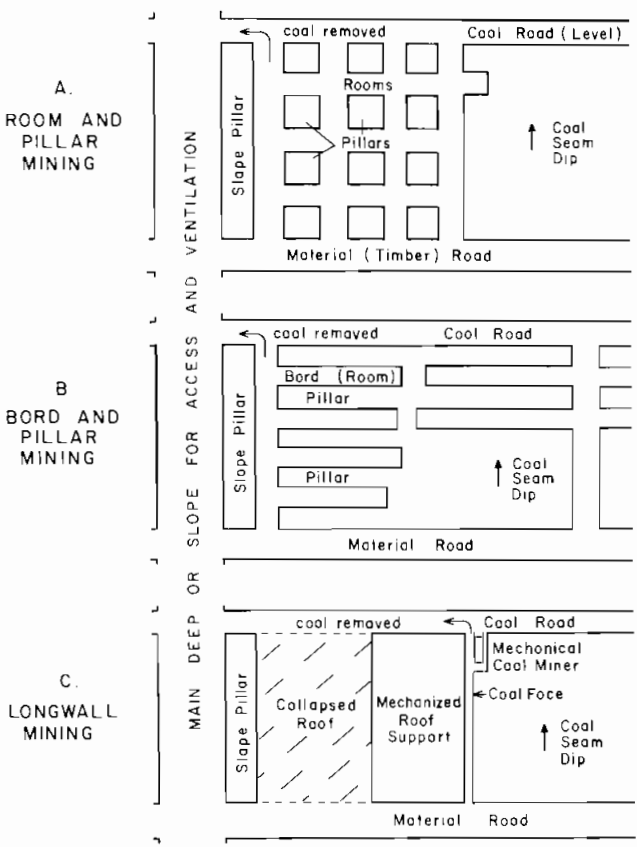 A.
ROOM AND
PILLAR
MINING
coal removed
Coal Road (Level)
Slope Pillar
Rooms
Pillars
Coal
Seam
Dip
Material (Timber) Road
MAIN DEEP OR SLOPE FOR ACCESS AND VENTILATION
B
BORD AND
PILLAR
MINING
coal removed
Coal Road
Slope Pillar
Bord (Room)
Pillar
Pillar
Coal
Seam
Dip
Material Road
C.
LONGWALL
MINING
coal removed
Coal Road
Slope Pillar
Collapsed
Roof
Mechanized
Roof
Support
Mechonical
Coal Miner
Coal Face
Coal
Seam
Dip
Material Road